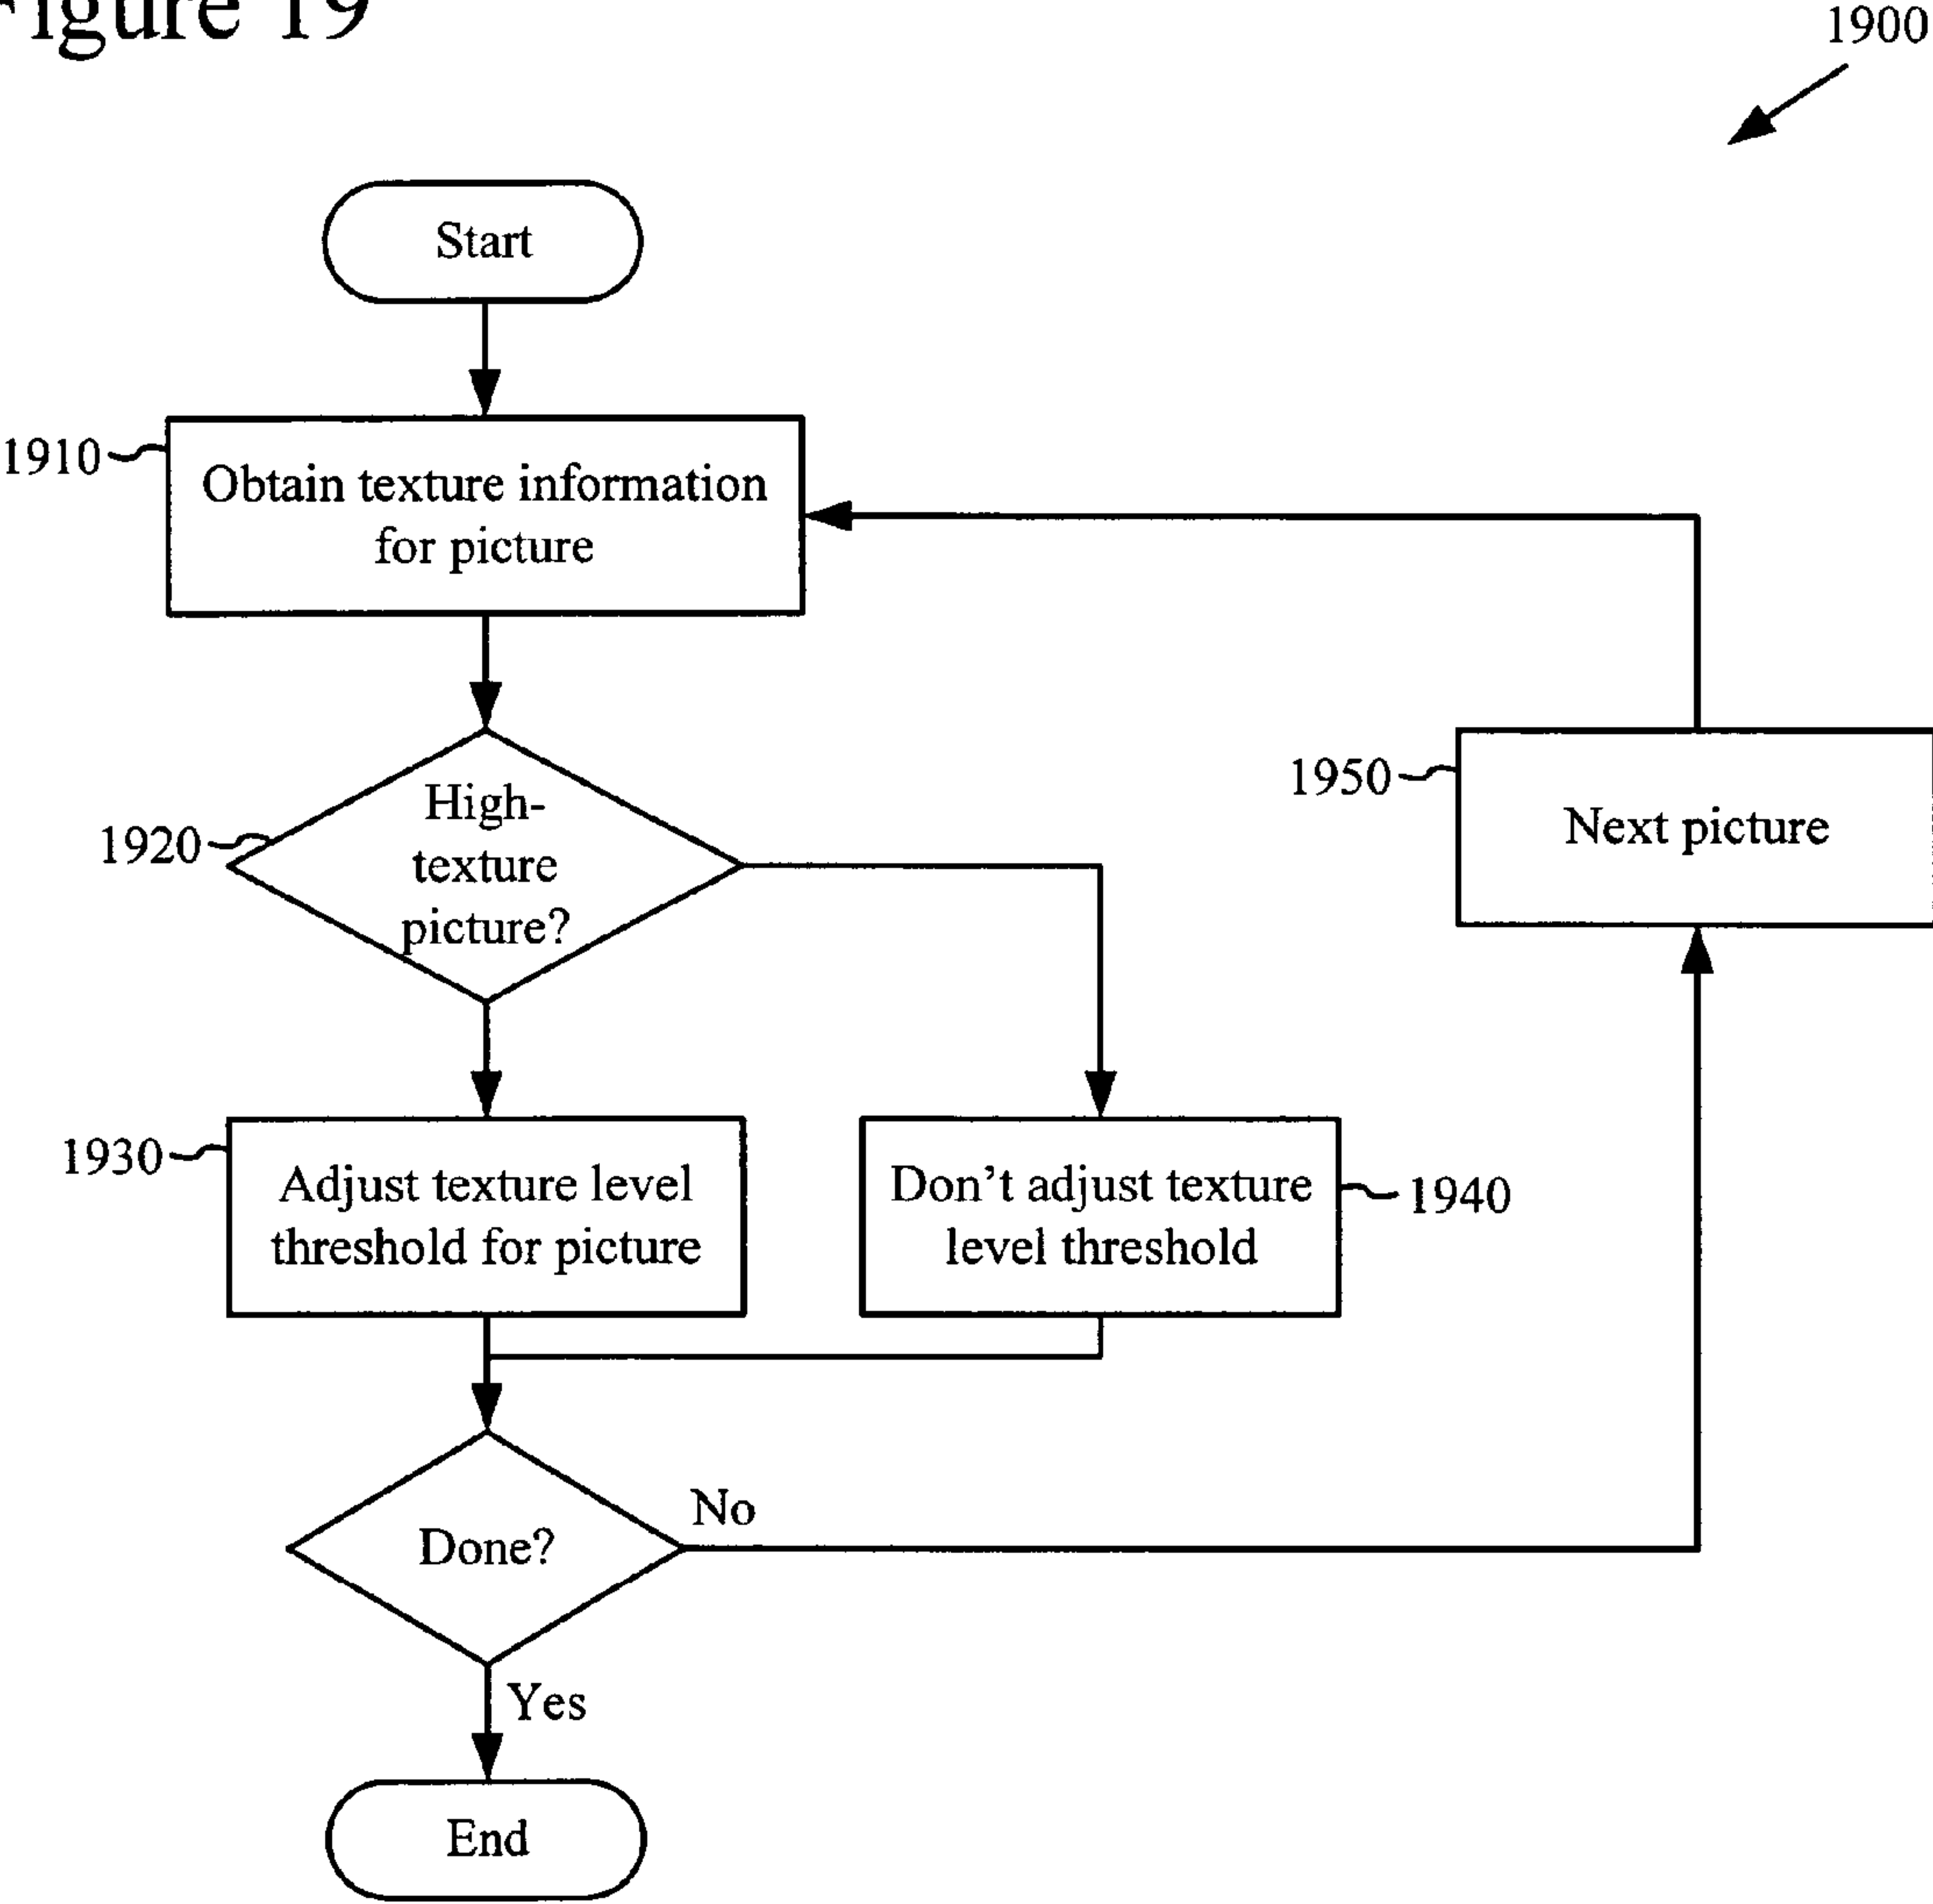 Figure 19
1900
Start
1910
Obtain texture information
for picture
1920
High-
texture
picture?
1950
Next picture
1930
Adjust texture level
threshold for picture
Don't adjust texture
level threshold
1940
Done?
No
Yes
End